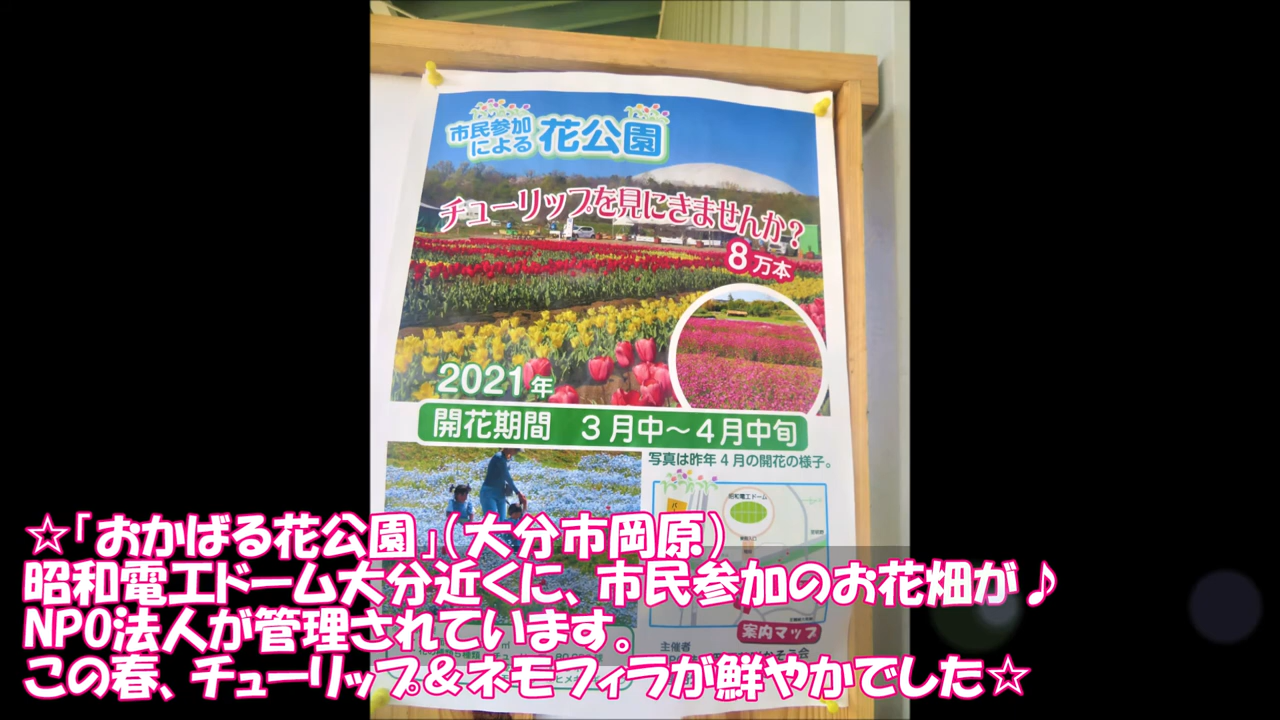 市民参加
による
花公園
チューリップを見にきませんか?
8万本
2021年
開花期間 3月中～4月中旬
写真は昨年4月の開花の様子。
昭和電工ドーム
案内マップ
主催者
☆「おかばる花公園」(大分市岡原)
昭和電工ドーム大分近くに、市民参加のお花畑が♪
NPO法人が管理されています。
この春、チューリップ&ネモフィラが鮮やかでした☆